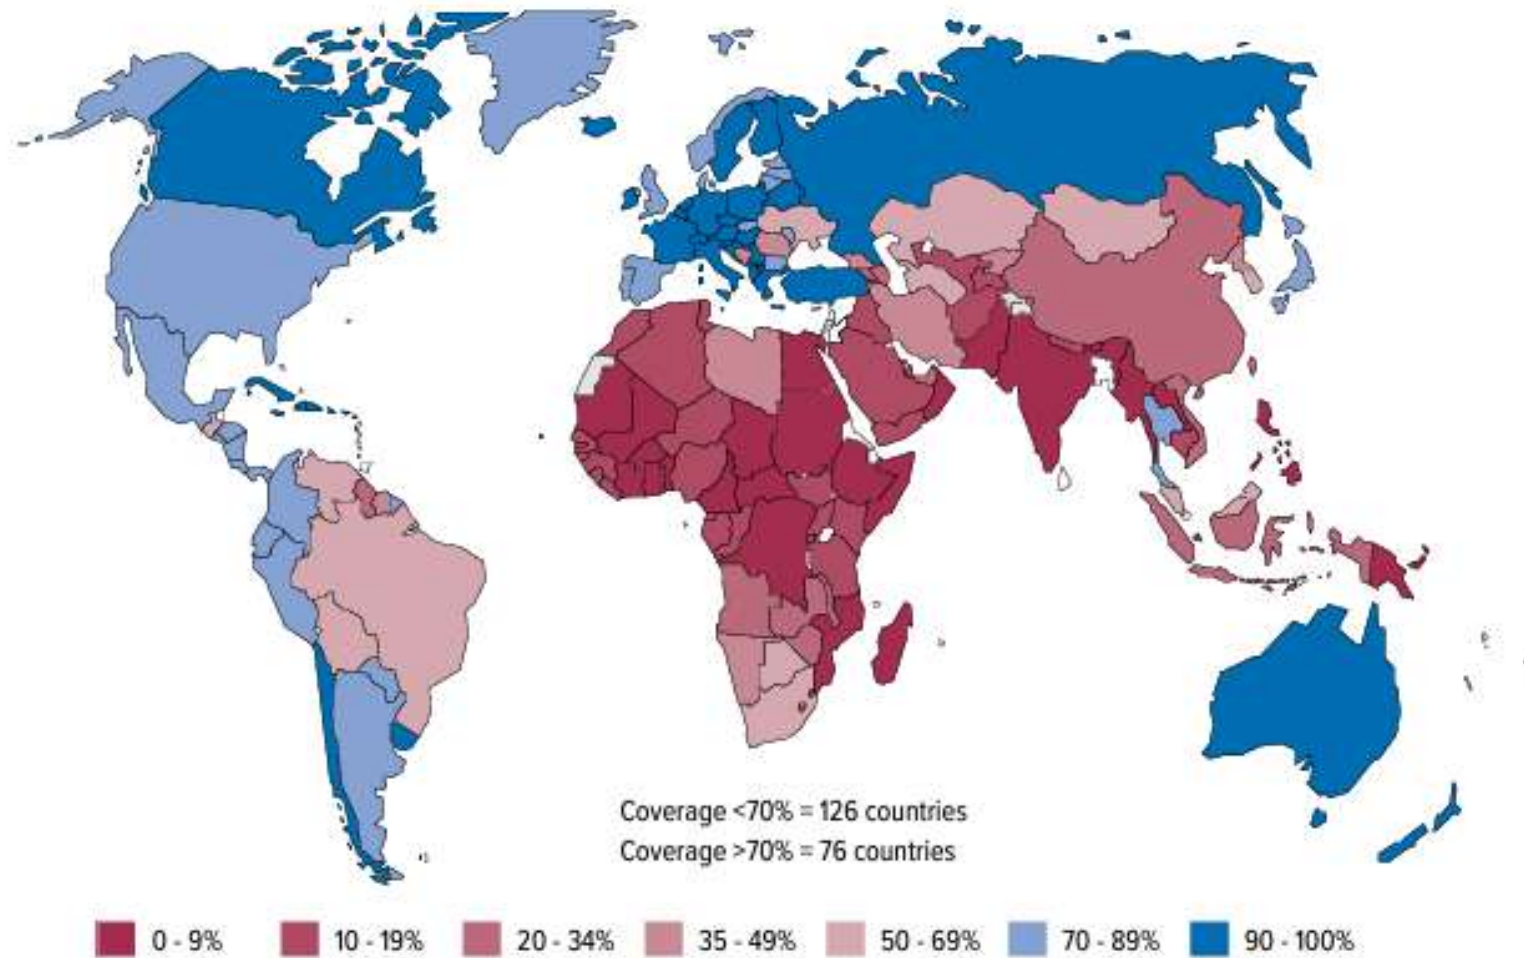 Coverage <70% = 126 countries
Coverage >70% = 76 countries
0 - 9% 10 - 19% 20 - 34% 35 - 49% 50 - 69% 70 - 89% 90 - 100%